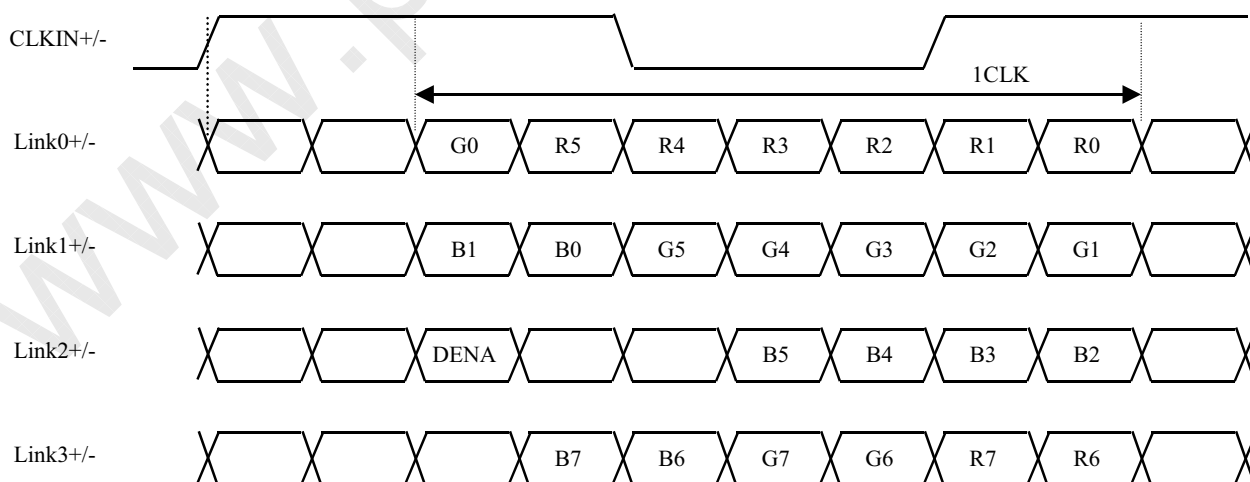 CLKIN+/-
1CLK
Link0+/- G0 R5 R4 R3 R2 R1 R0
Link1+/- B1 B0 G5 G4 G3 G2 G1
Link2+/- DENA B5 B4 B3 B2
Link3+/- B7 B6 G7 G6 R7 R6
www.p